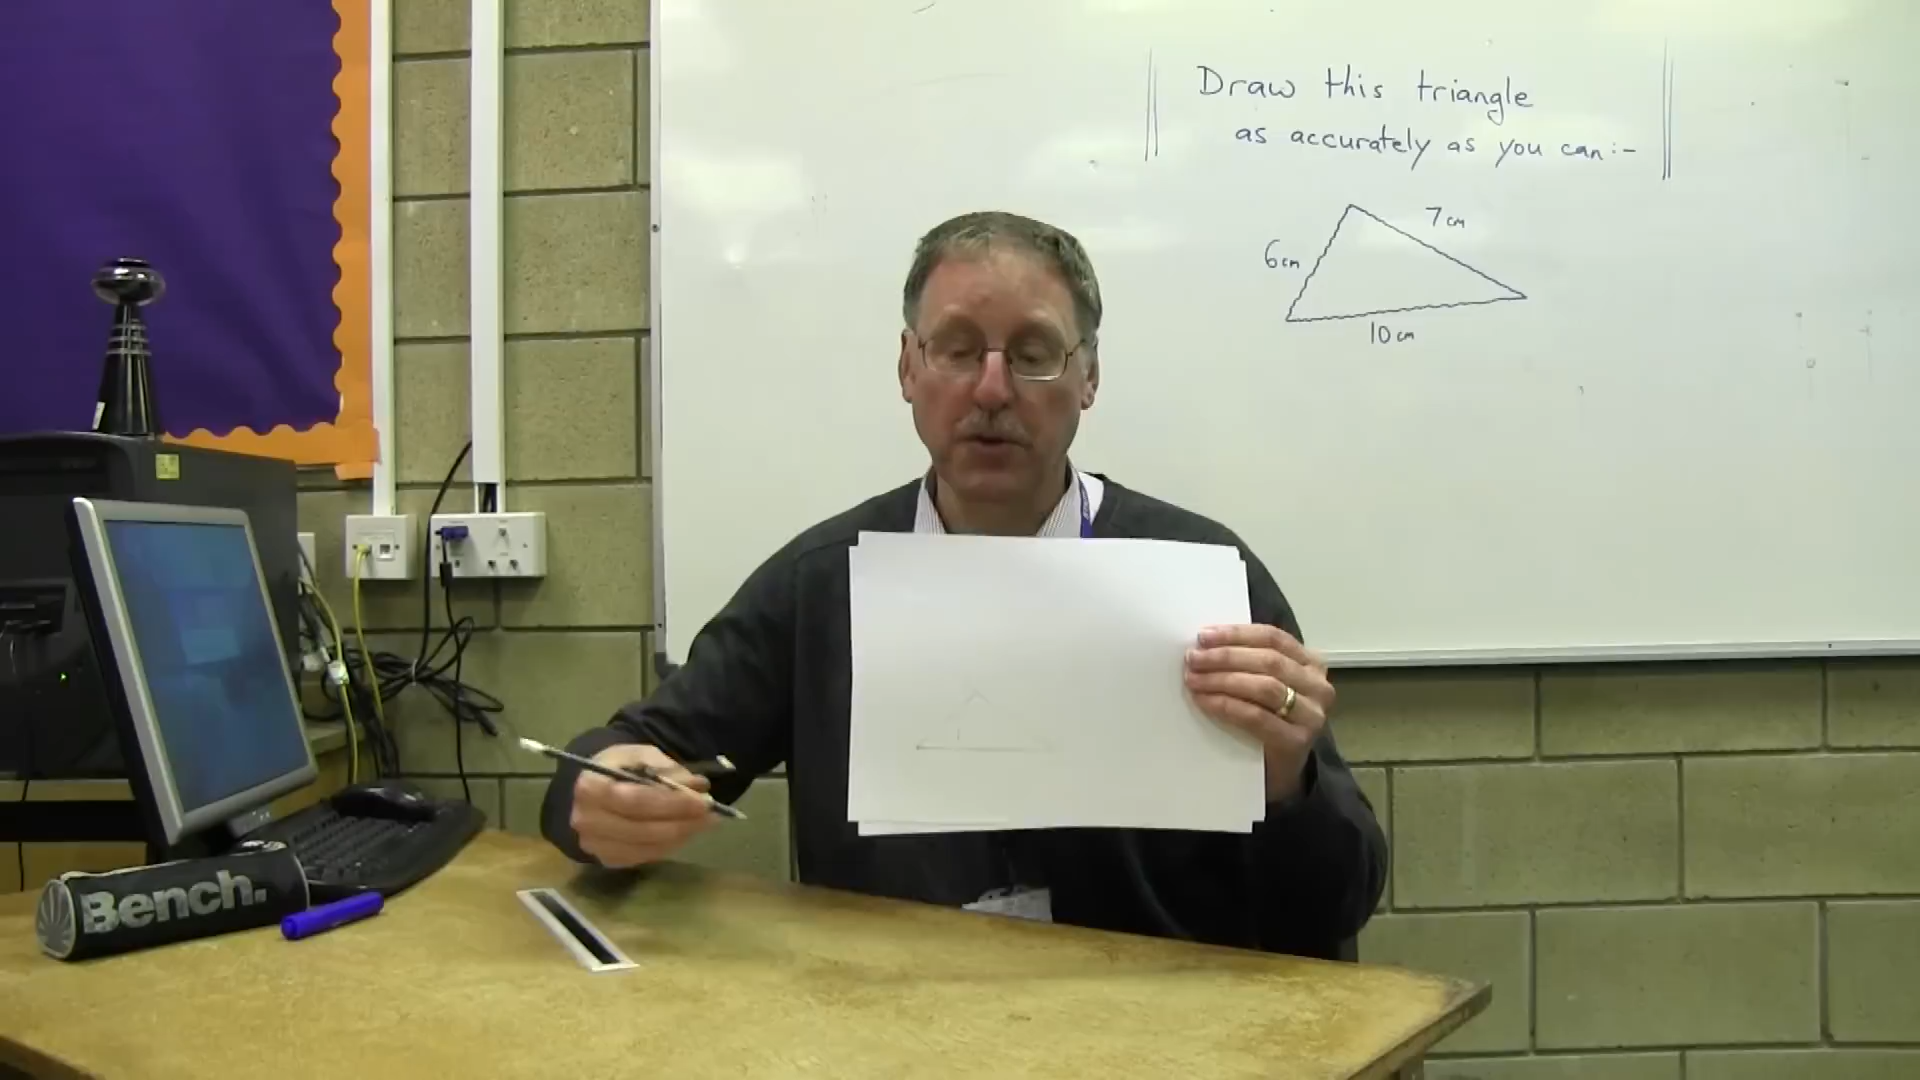 Draw this triangle
as accurately as you can:-
7cm
6cm
10cm
Bench.